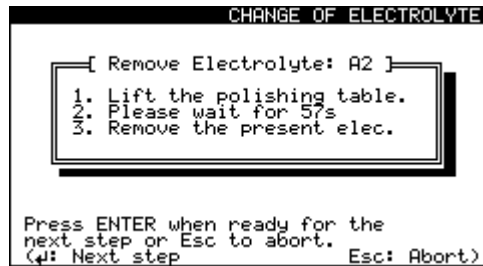 CHANGE OF ELECTROLYTE
[ Remove Electrolyte: A2 ]
1. Lift the polishing table.
2. Please wait for 57s
3. Remove the present elec.
Press ENTER when ready for the
next step or Esc to abort.
(↵: Next step Esc: Abort)